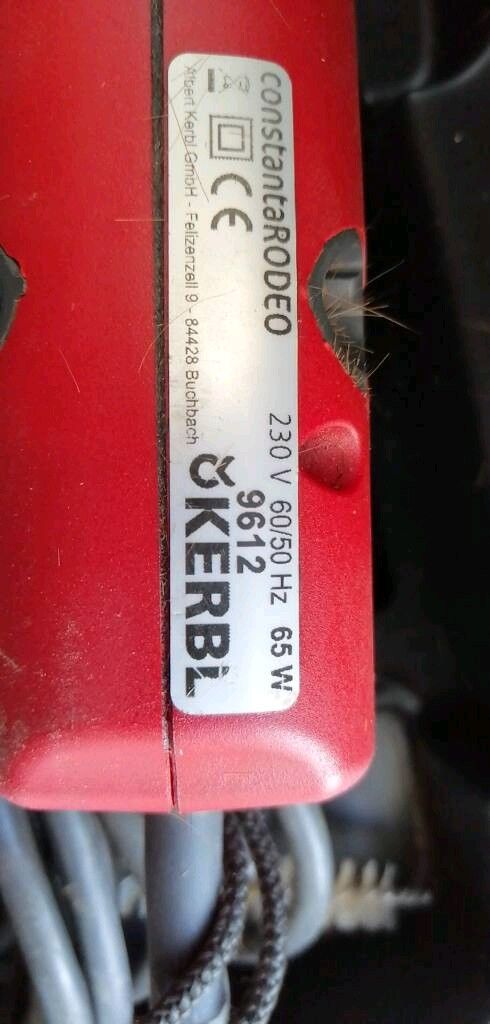 constantaRODEO
230 V 60/50 Hz 65 W
9612
CE
KERBL
Albert Kerbl GmbH - Felizenzell 9 - 84428 Buchbach